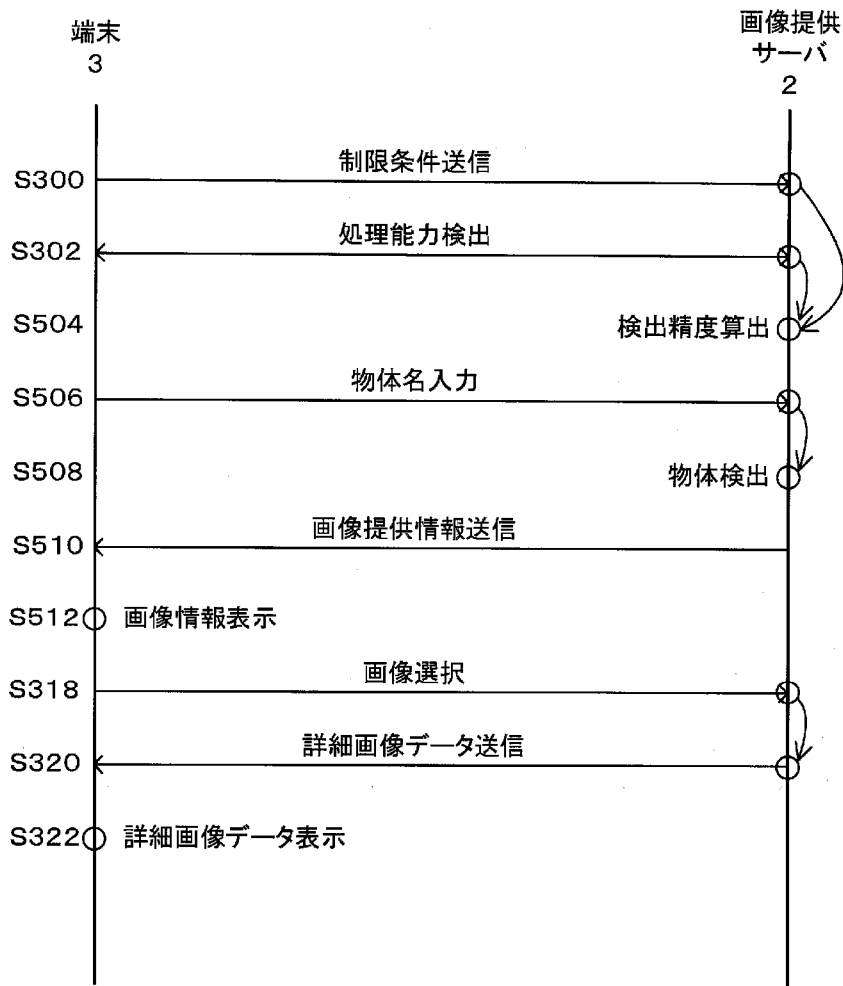 端末
3
画像提供
サーバ
2
S300
制限条件送信
S302
処理能力検出
S504
検出精度算出
S506
物体名入力
S508
物体検出
S510
画像提供情報送信
S512
画像情報表示
S318
画像選択
S320
詳細画像データ送信
S322
詳細画像データ表示